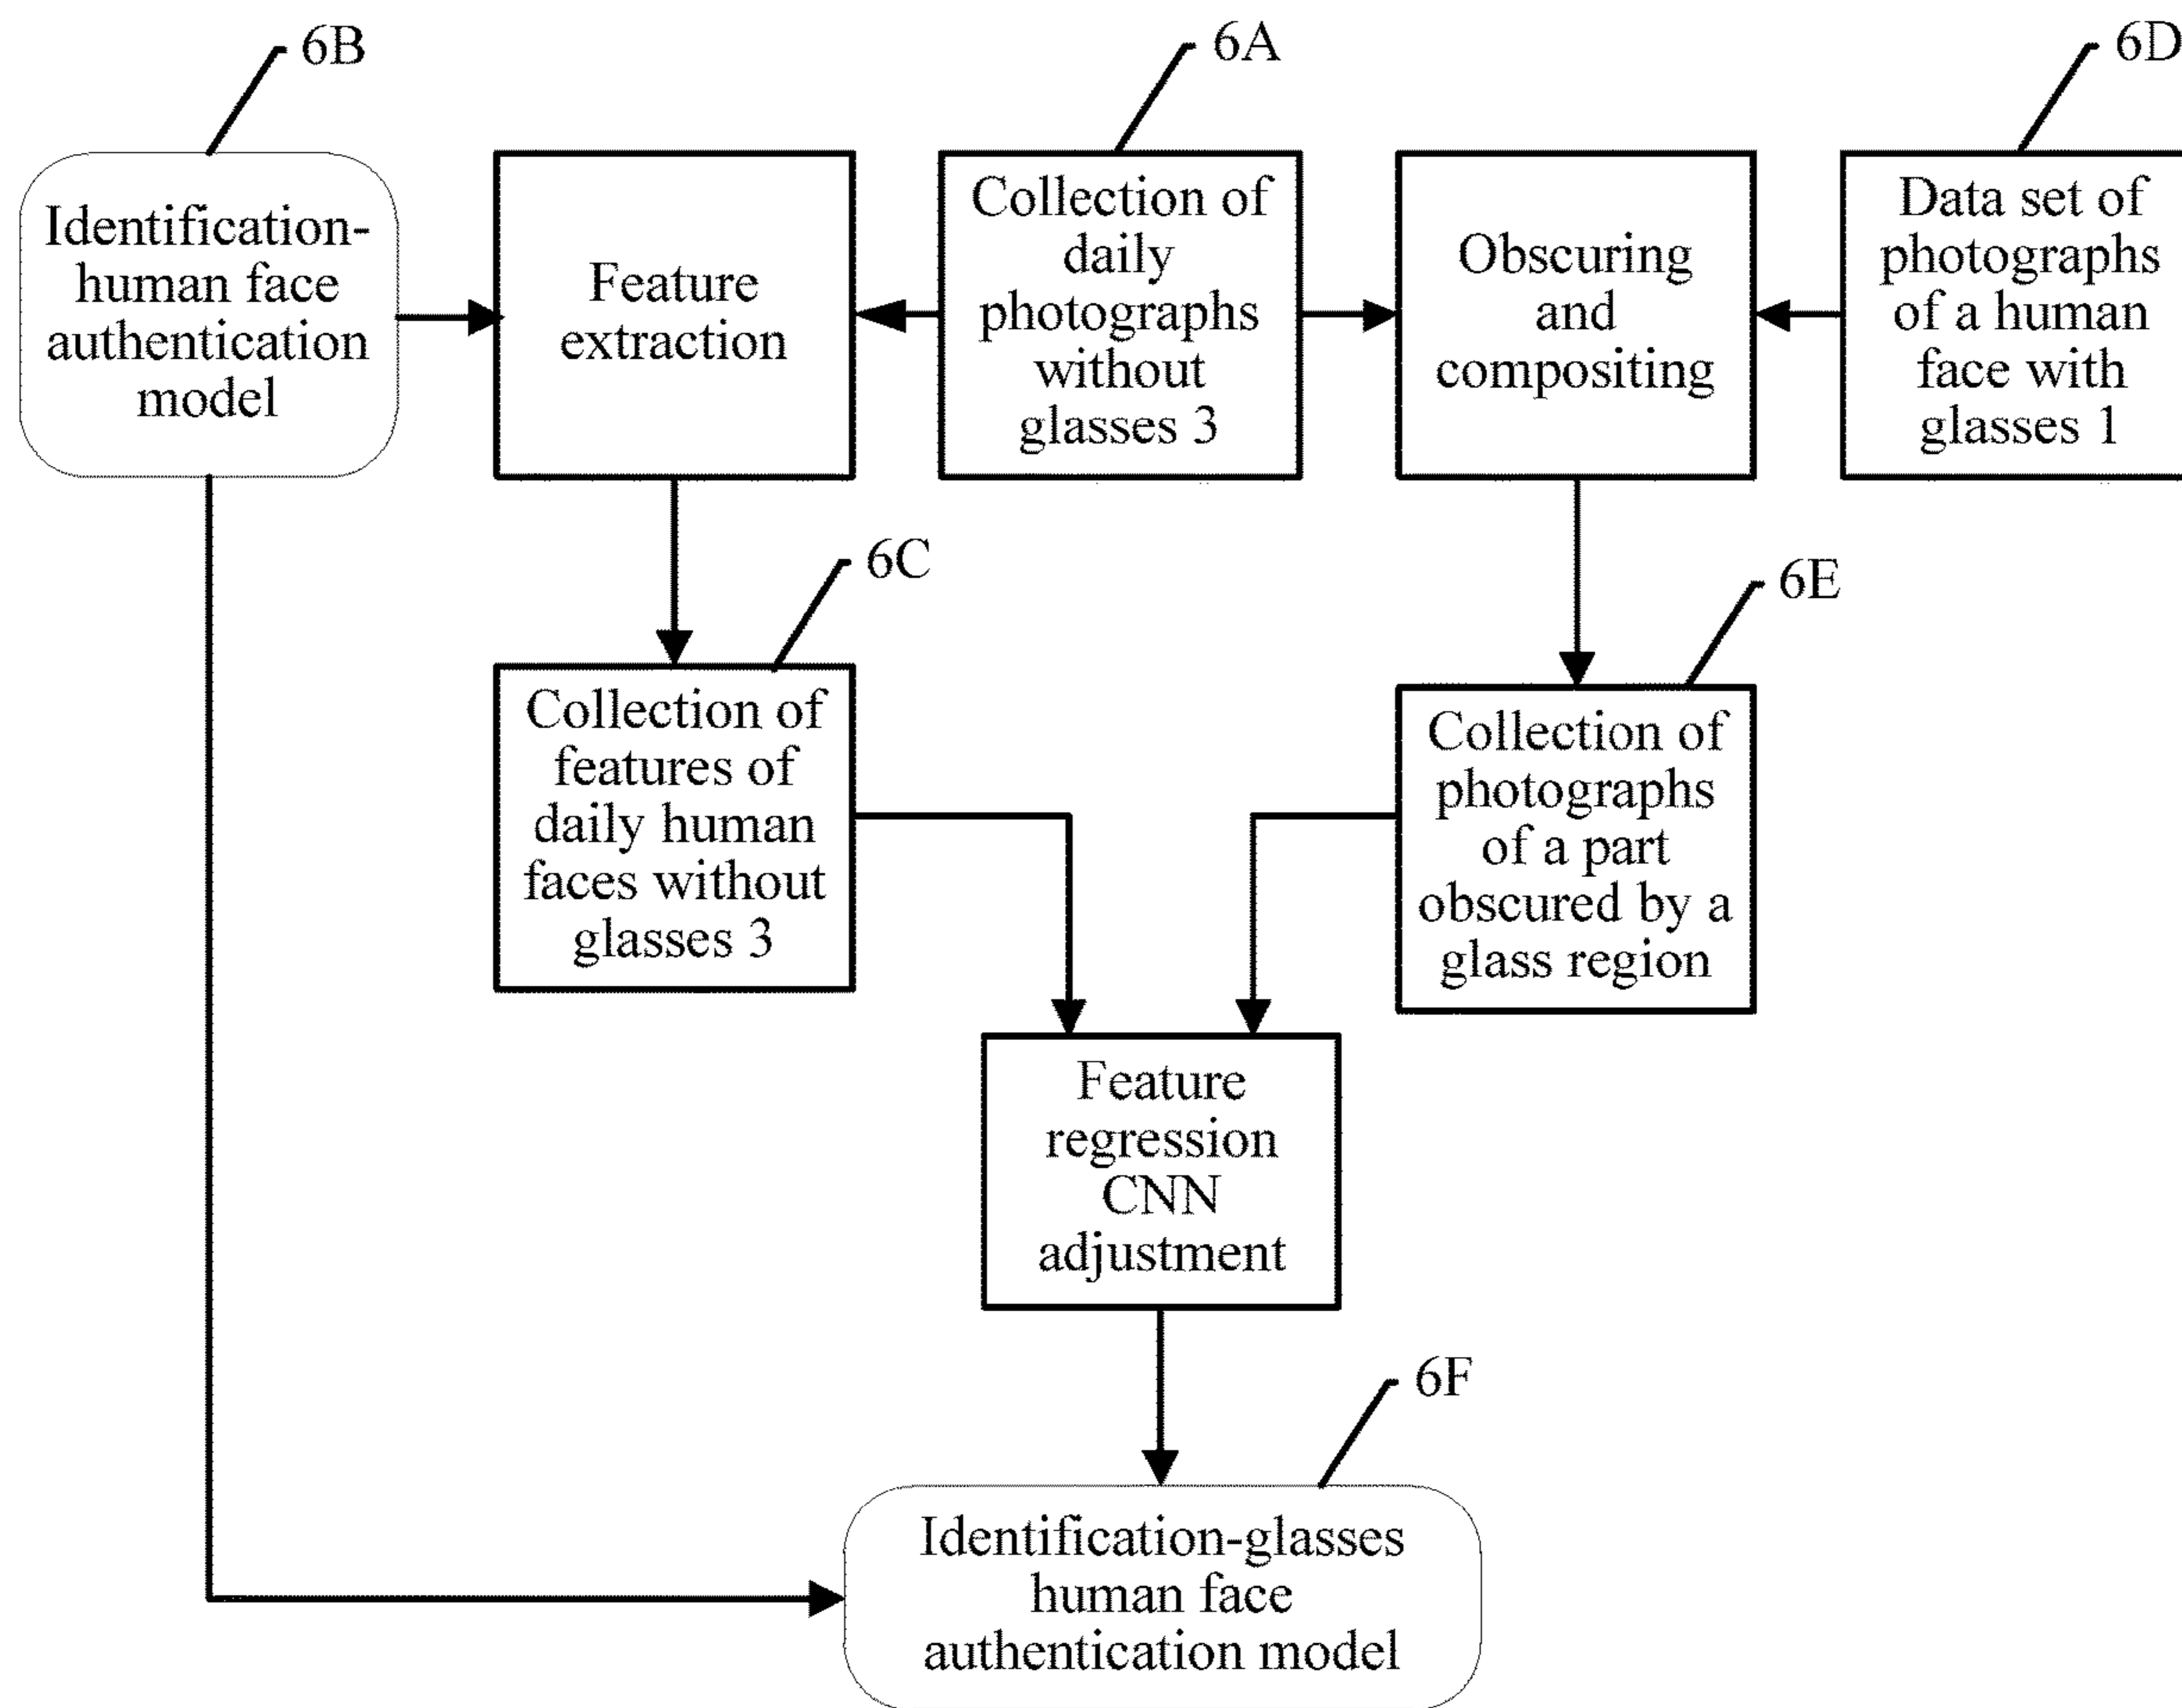 6B
6A
6D
Identification-
human face
authentication
model
Feature
extraction
Collection of
daily
photographs
without
glasses 3
Obscuring
and
compositing
Data set of
photographs
of a human
face with
glasses 1
6C
6E
Collection of
features of
daily human
faces without
glasses 3
Collection of
photographs
of a part
obscured by a
glass region
Feature
regression
CNN
adjustment
6F
Identification-glasses
human face
authentication model